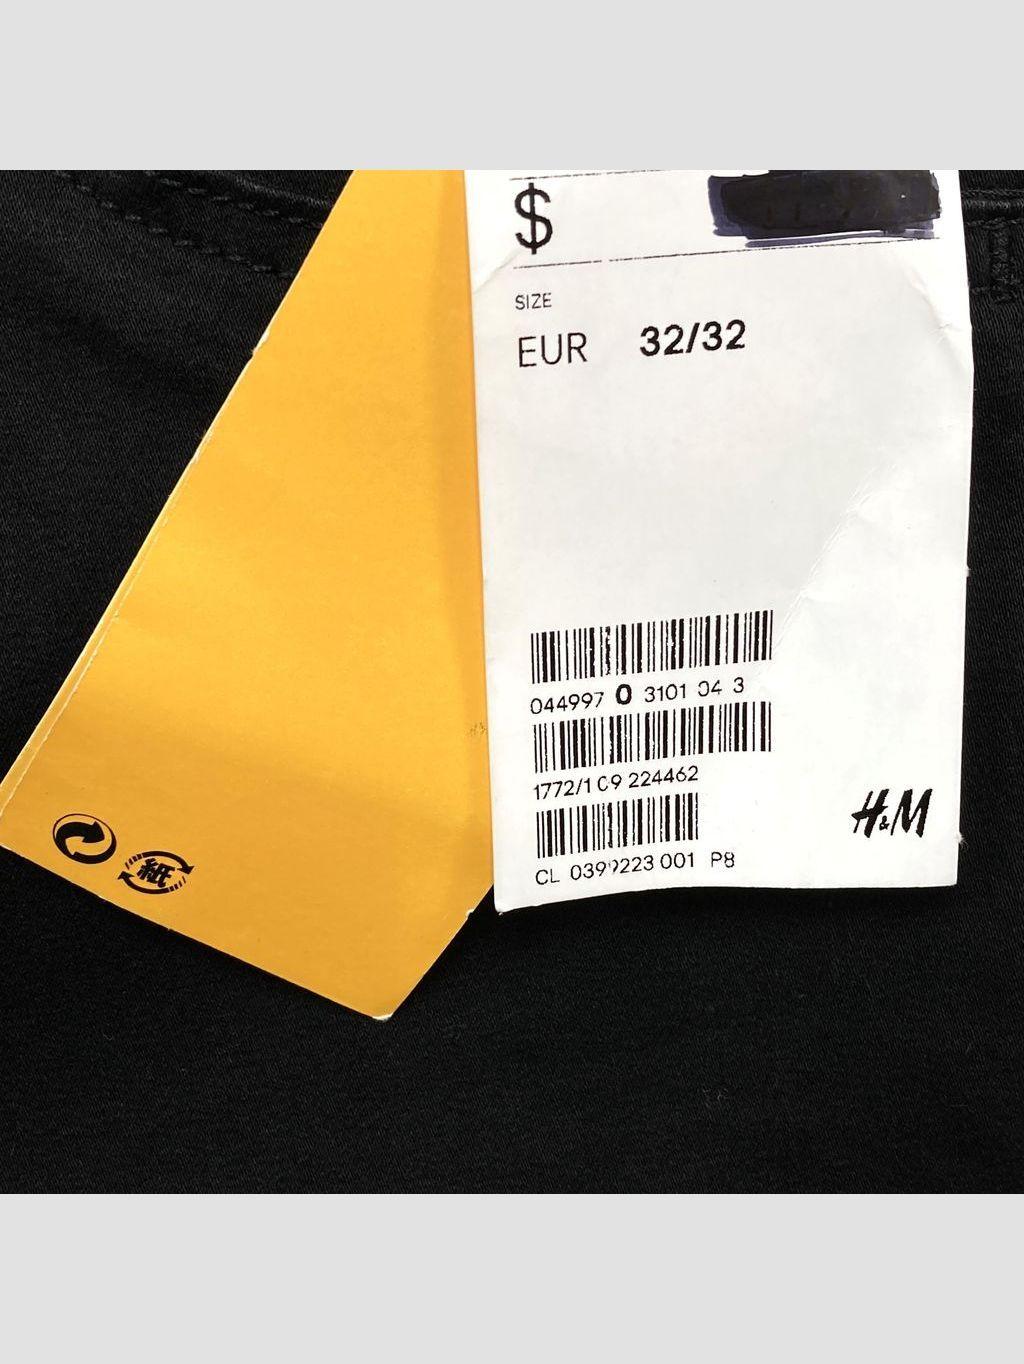 $
SIZE
EUR 32/32
044997 0 3101 04 3
1772/1 09 224462
CL 0399223 001 P8
H&M
紙